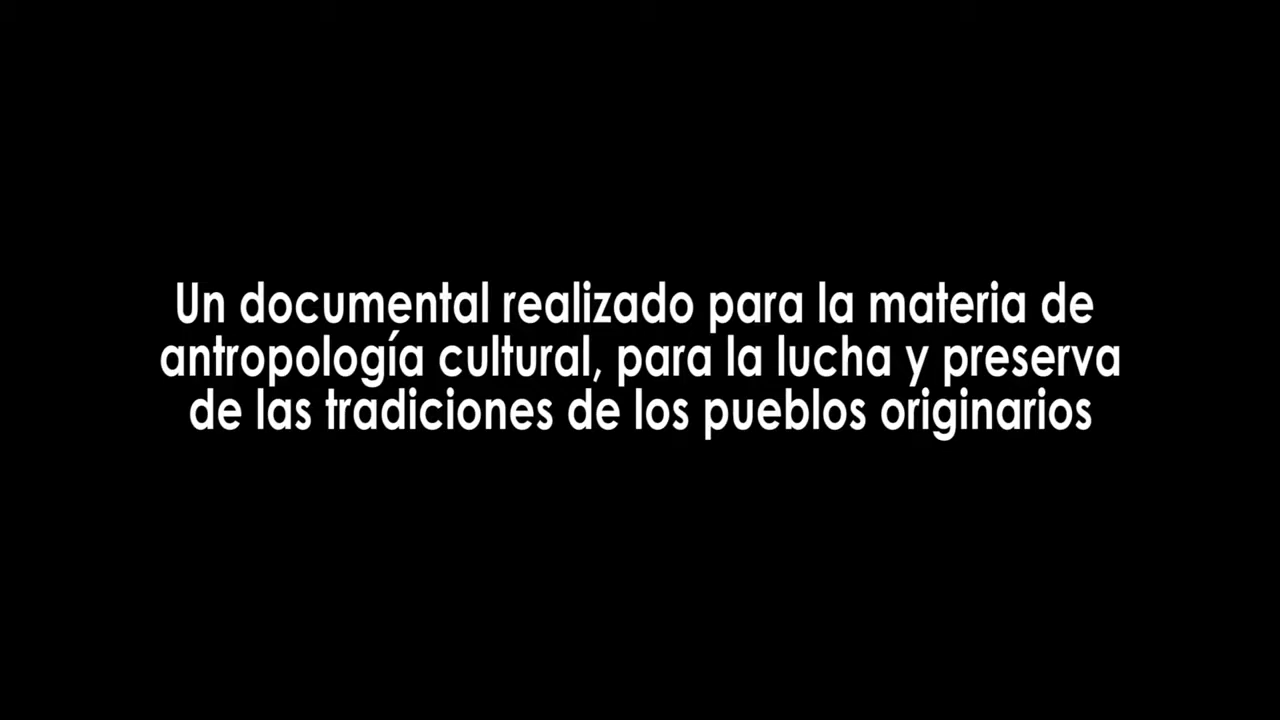 Un documental realizado para la materia de
antropología cultural, para la lucha y preserva
de las tradiciones de los pueblos originarios